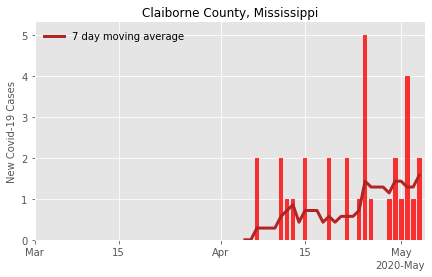 Claiborne County, Mississippi
7 day moving average
New Covid-19 Cases
5
4
3
2
1
0
Mar
15
Apr
15
May
2020-May